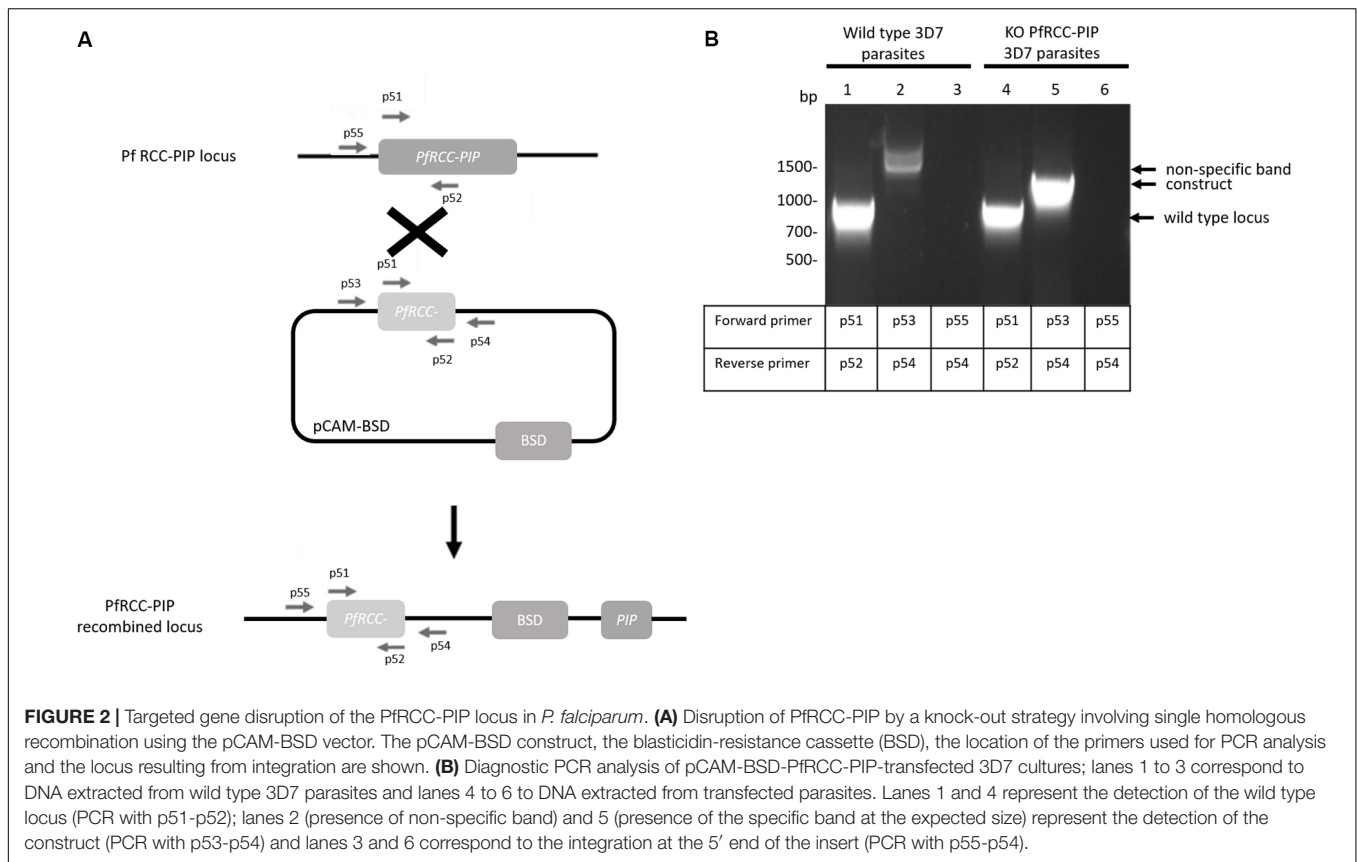 A
p51
p55
Pf RCC-PIP locus
PfRCC-PIP
p52
p51
p53
PfRCC-
p54
p52
pCAM-BSD
BSD
p51
p55
PfRCC-PIP
recombined locus
PfRCC-
BSD
PIP
p54
p52
B
Wild type 3D7
parasites
KO PfRCC-PIP
3D7 parasites
bp
1 2 3 4 5 6
1500-
1000-
700-
500-
non-specific band
construct
wild type locus
Forward primer p51 p53 p55 p51 p53 p55
Reverse primer p52 p54 p54 p52 p54 p54
FIGURE 2 | Targeted gene disruption of the PfRCC-PIP locus in P. falciparum. (A) Disruption of PfRCC-PIP by a knock-out strategy involving single homologous
recombination using the pCAM-BSD vector. The pCAM-BSD construct, the blasticidin-resistance cassette (BSD), the location of the primers used for PCR analysis
and the locus resulting from integration are shown. (B) Diagnostic PCR analysis of pCAM-BSD-PfRCC-PIP-transfected 3D7 cultures; lanes 1 to 3 correspond to
DNA extracted from wild type 3D7 parasites and lanes 4 to 6 to DNA extracted from transfected parasites. Lanes 1 and 4 represent the detection of the wild type
locus (PCR with p51-p52); lanes 2 (presence of non-specific band) and 5 (presence of the specific band at the expected size) represent the detection of the
construct (PCR with p53-p54) and lanes 3 and 6 correspond to the integration at the 5′ end of the insert (PCR with p55-p54).